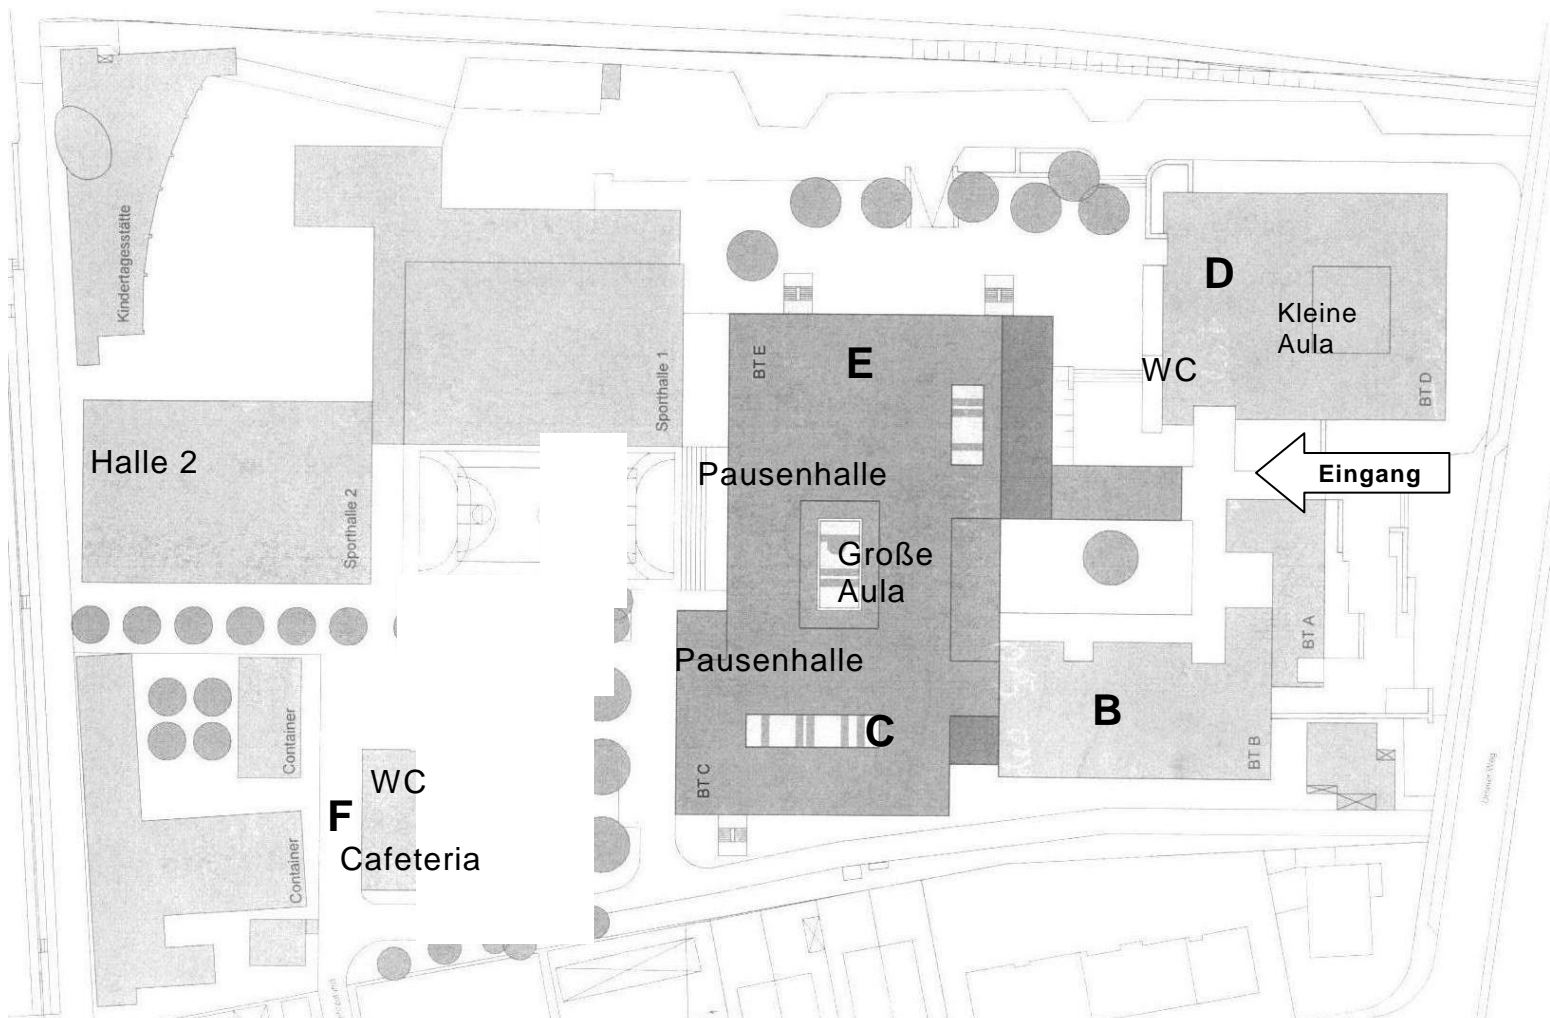 D
Kindertagesstätte
Kleine
Aula
E
BT E
WC
Sporthalle 1
BT D
Halle 2
Pausenhalle
Eingang
Sporthalle 2
Große
Aula
BT A
Pausenhalle
B
C
Container
BT B
BT C
WC
F
Cafeteria
Container